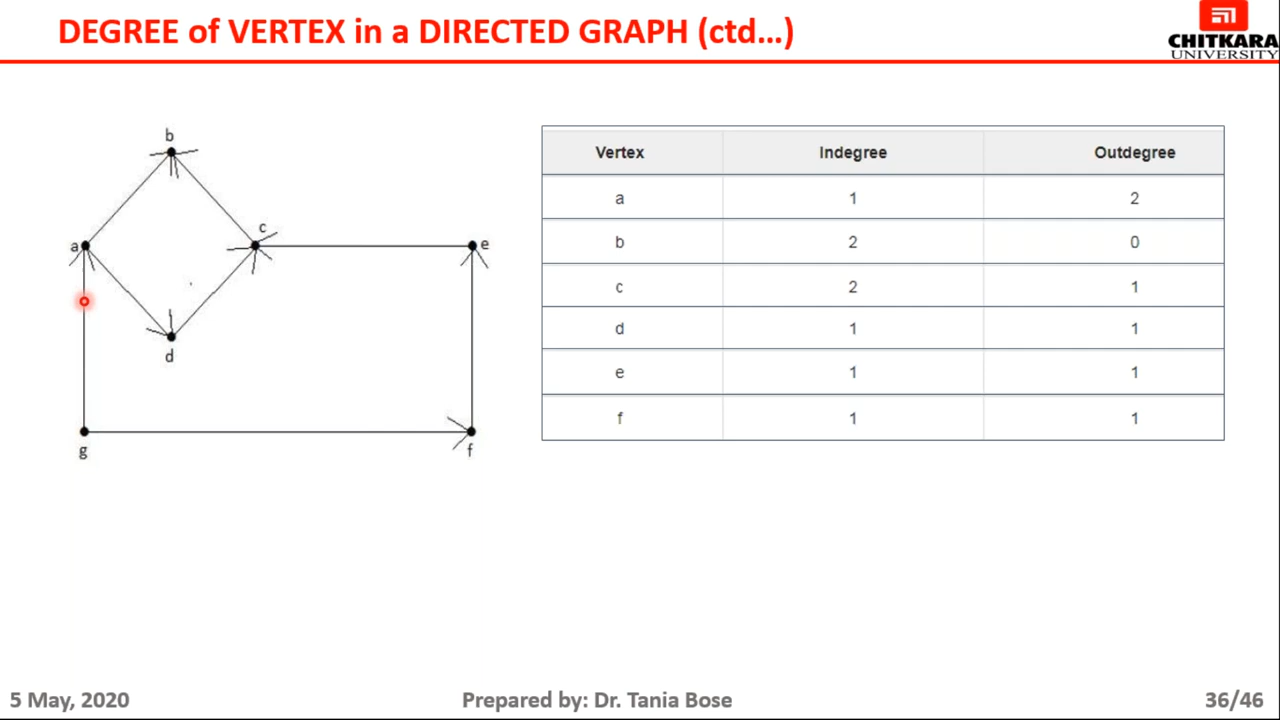 DEGREE of VERTEX in a DIRECTED GRAPH (ctd...)
CHITKARA
UNIVERSITY
b
a
c
e
d
g
f
Vertex Indegree Outdegree
a 1 2
b 2 0
c 2 1
d 1 1
e 1 1
f 1 1
5 May, 2020 Prepared by: Dr. Tania Bose 36/46